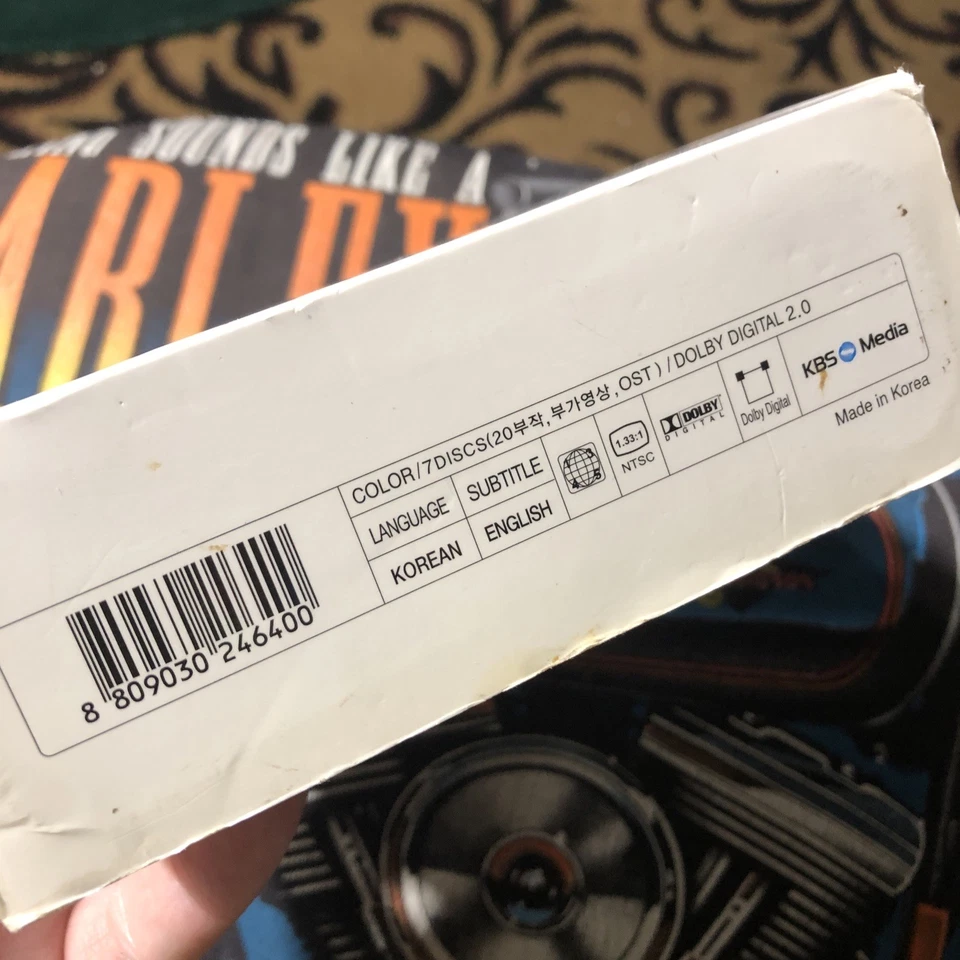 SOUNDS LIKE A
COLOR/7DISCS(20부작,부가영상,OST)/DOLBY DIGITAL 2.0
LANGUAGE SUBTITLE
KOREAN ENGLISH
1.33:1
NTSC
DOLBY
DIGITAL
Dolby Digital
KBS Media
Made in Korea
8 809030 246400